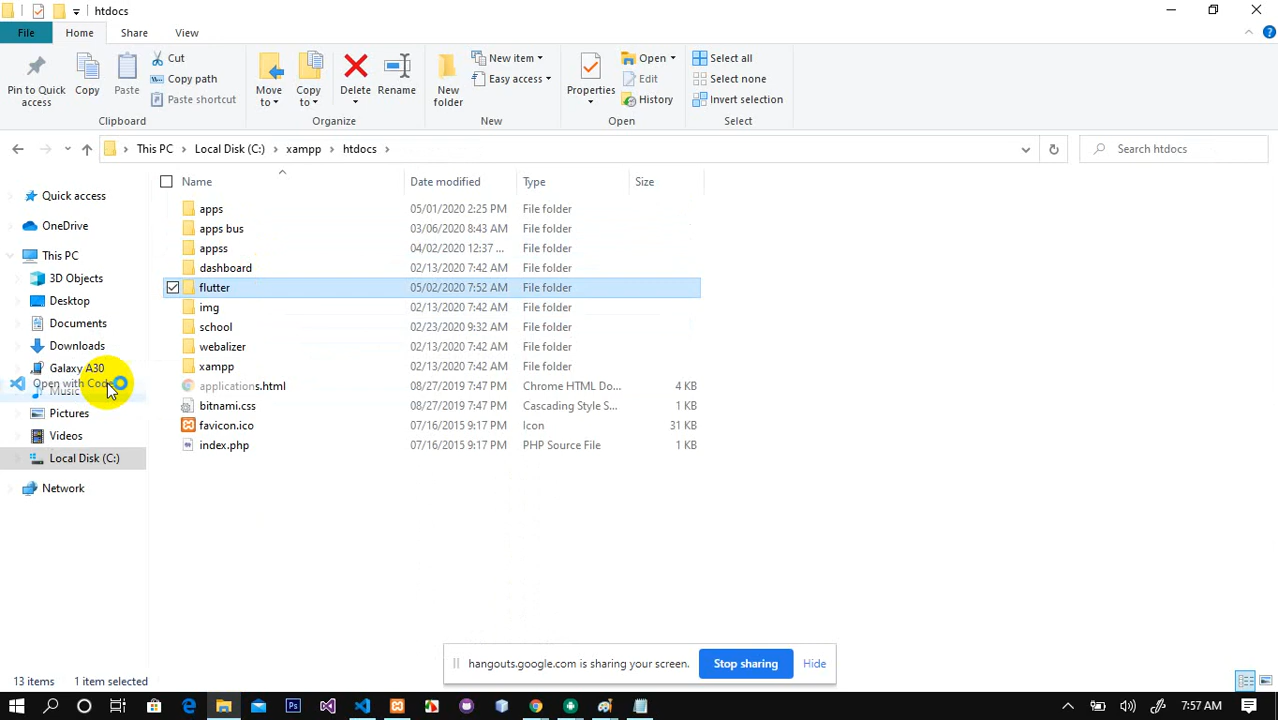 htdocs
File Home Share View
Pin to Quick access
Copy
Paste
Cut
Copy path
Paste shortcut
Clipboard
Move to
Copy to
Delete
Rename
Organize
New folder
New item
Easy access
New
Properties
Open
Edit
History
Open
Select all
Select none
Invert selection
Select
This PC Local Disk (C:) xampp htdocs
Search htdocs
Quick access
OneDrive
This PC
3D Objects
Desktop
Documents
Downloads
Galaxy A30
Open with Code
Music
Pictures
Videos
Local Disk (C:)
Network
Name Date modified Type Size
apps 05/01/2020 2:25 PM File folder
apps bus 03/06/2020 8:43 AM File folder
appss 04/02/2020 12:37 ... File folder
dashboard 02/13/2020 7:42 AM File folder
flutter 05/02/2020 7:52 AM File folder
img 02/13/2020 7:42 AM File folder
school 02/23/2020 9:32 AM File folder
webalizer 02/13/2020 7:42 AM File folder
xampp 02/13/2020 7:42 AM File folder
applications.html 08/27/2019 7:47 PM Chrome HTML Do... 4 KB
bitnami.css 08/27/2019 7:47 PM Cascading Style S... 1 KB
favicon.ico 07/16/2015 9:17 PM Icon 31 KB
index.php 07/16/2015 9:17 PM PHP Source File 1 KB
hangouts.google.com is sharing your screen. Stop sharing Hide
13 items 1 item selected
7:57 AM